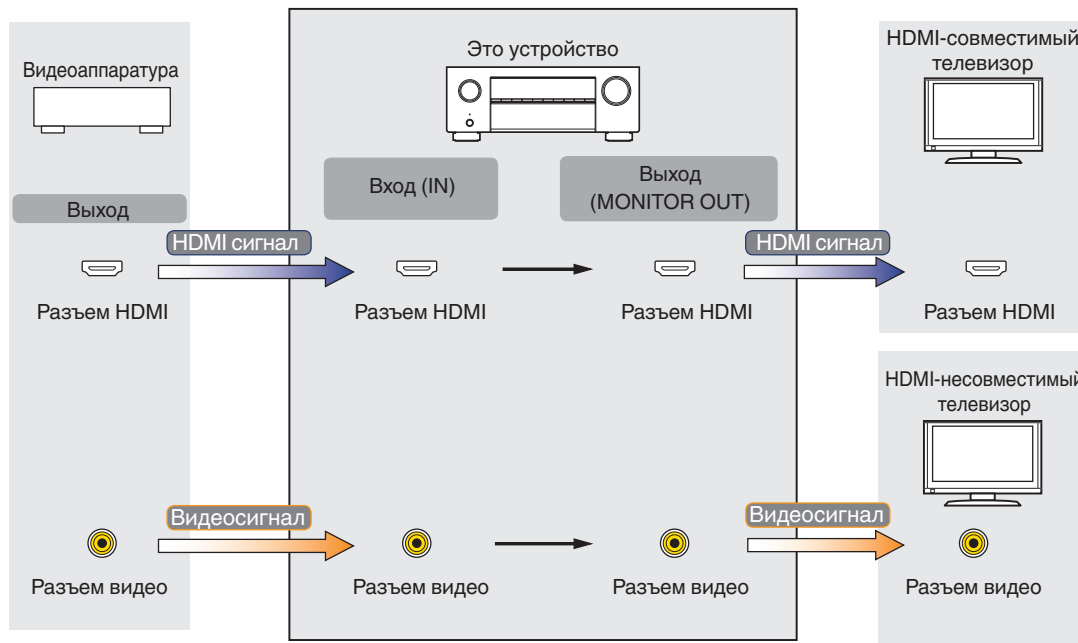 Видеоаппаратура
Это устройство
HDMI-совместимый
телевизор
Выход
Вход (IN)
Выход
(MONITOR OUT)
HDMI сигнал
HDMI сигнал
Разъем HDMI
Разъем HDMI
Разъем HDMI
Разъем HDMI
HDMI-несовместимый
телевизор
Видеосигнал
Видеосигнал
Разъем видео
Разъем видео
Разъем видео
Разъем видео